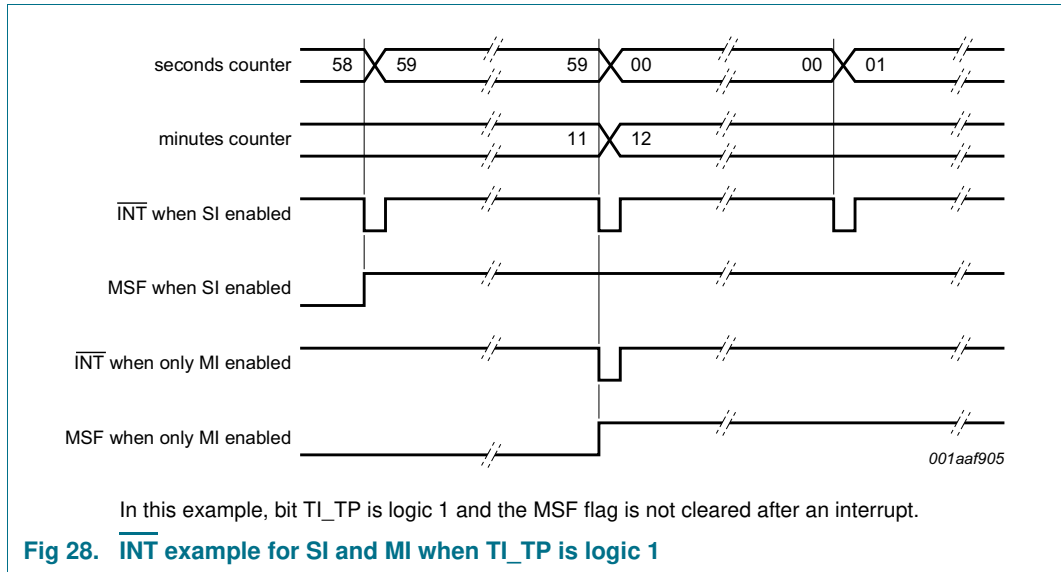 seconds counter 58 59 59 00 00 01
minutes counter 11 12
INT when SI enabled
MSF when SI enabled
INT when only MI enabled
MSF when only MI enabled
001aaf905
In this example, bit TI_TP is logic 1 and the MSF flag is not cleared after an interrupt.
Fig 28. INT example for SI and MI when TI_TP is logic 1